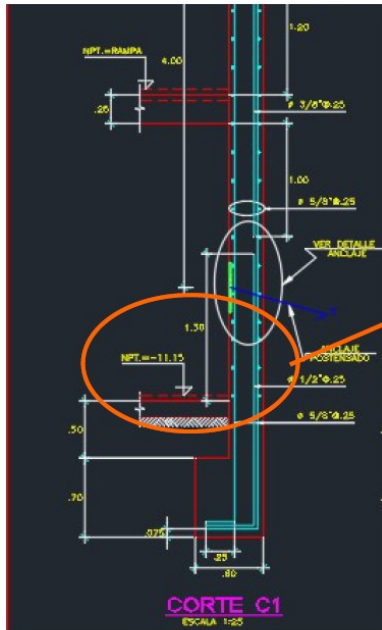 1.20
NPT.=RAMPA
4.00
.25
ø 3/8"@.25
1.00
ø 5/8"@.25
VER DETALLE
ANCLAJE
1.30
ANCLAJE
POSTENSADO
NPT.=-11.15
ø 1/2"@.25
ø 5/8"@.25
.50
.70
.075
.25
.60
CORTE C1
ESCALA 1:25